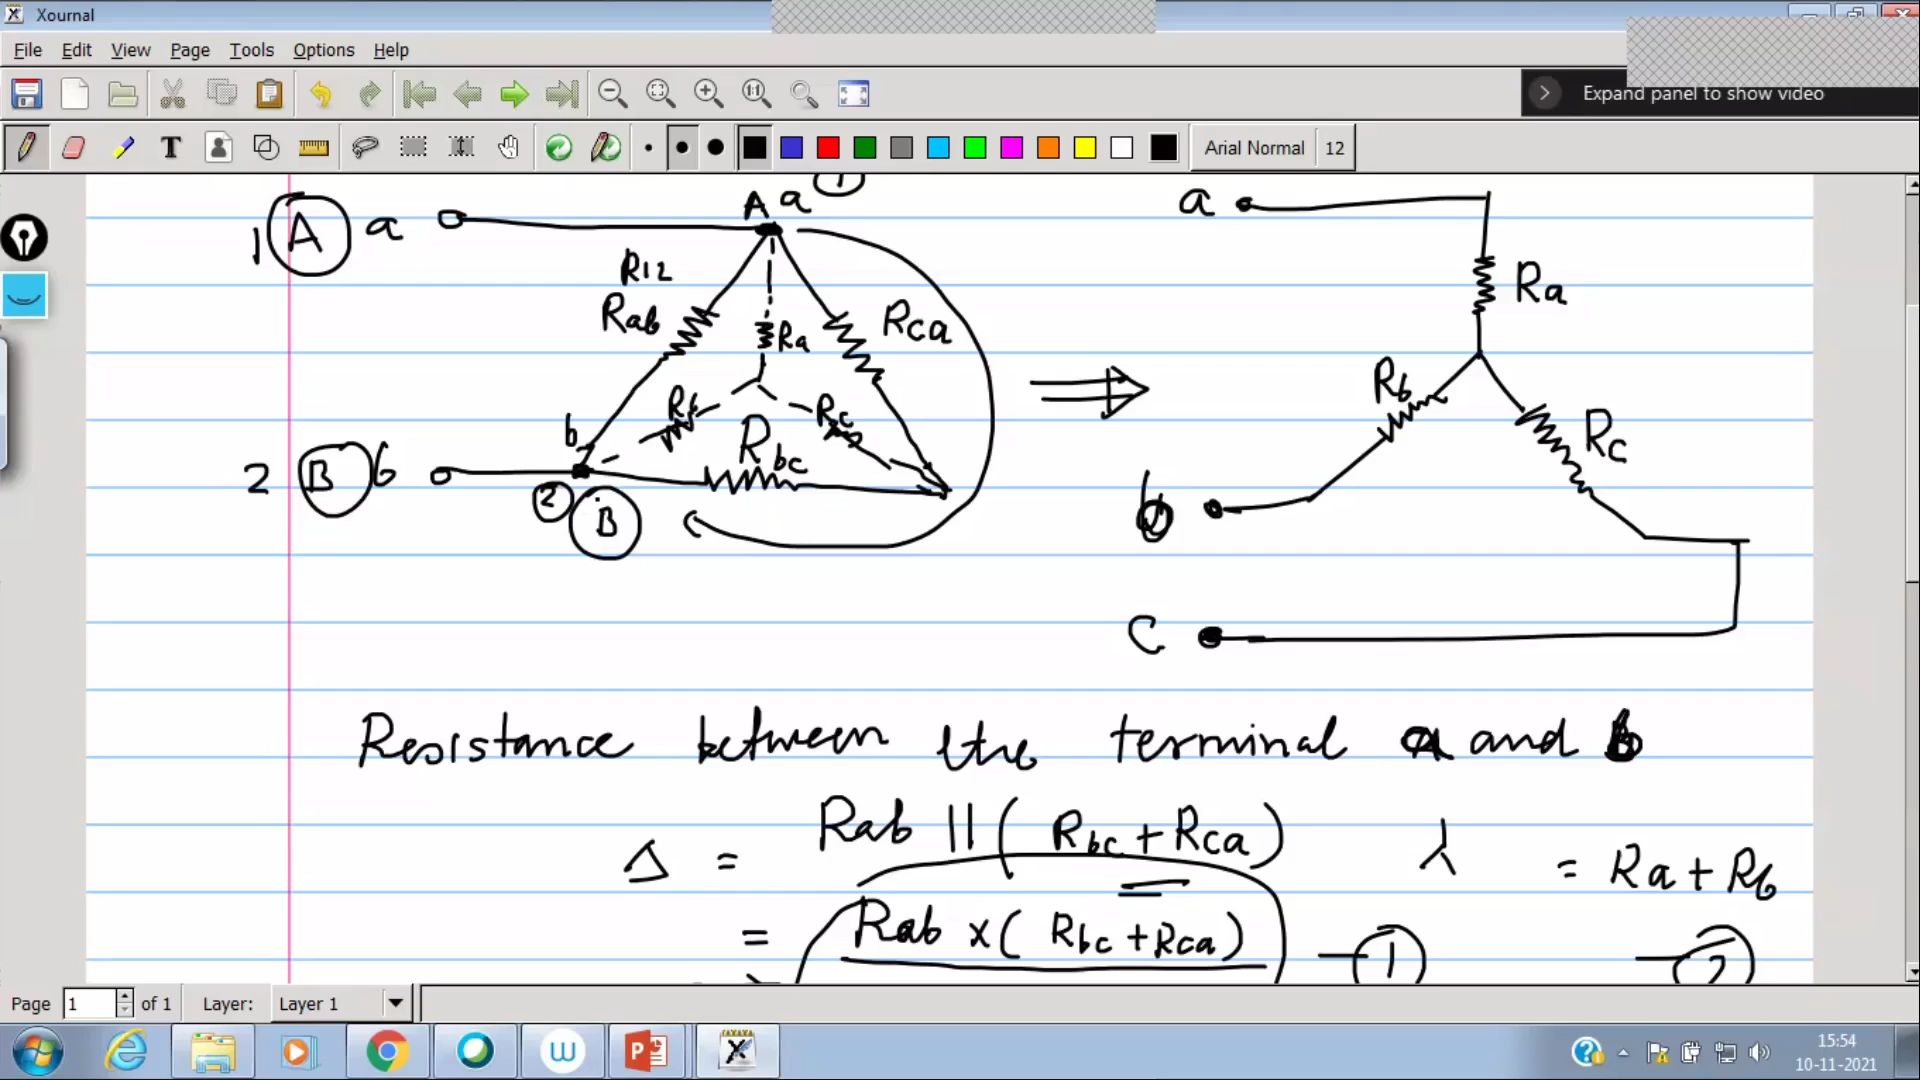 Xournal
File Edit View Page Tools Options Help
Expand panel to show video
Arial Normal 12
1 A a
A a 1
R12
Rab
Ra
Rca
Rb
Rc
Rbc
b
2 B b
2 B
a
Ra
Rb
Rc
b
C
Resistance between the terminal a and b
Δ = Rab || ( Rbc + Rca ) λ = Ra + Rb
= Rab x ( Rbc + Rca ) — 1 — 2
Page 1 of 1 Layer: Layer 1
15:54
10-11-2021